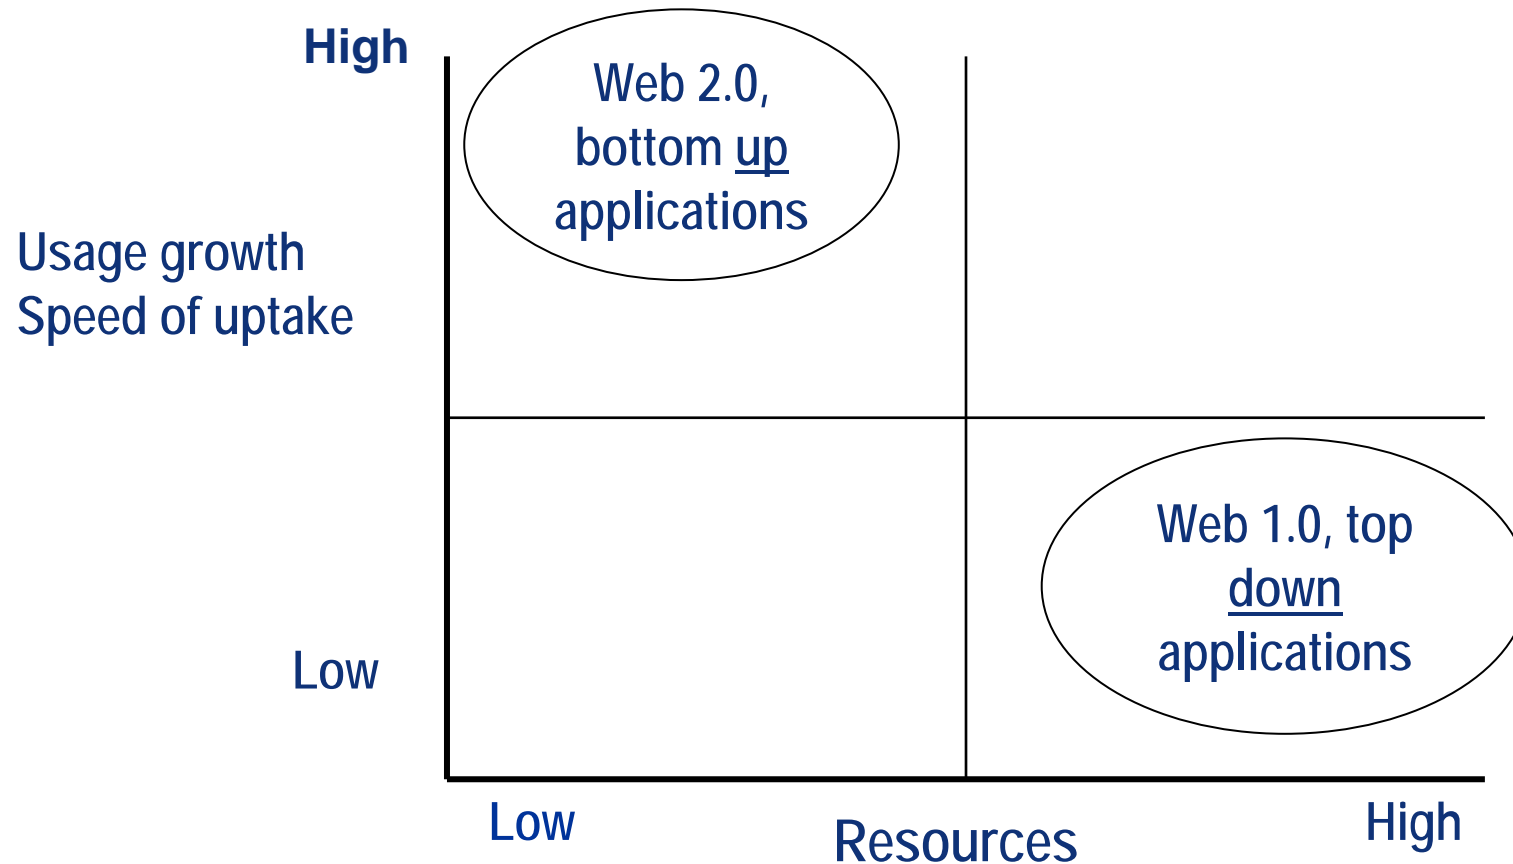 High
Web 2.0,
bottom up
applications
Usage growth
Speed of uptake
Web 1.0, top
down
applications
Low
Low
Resources
High